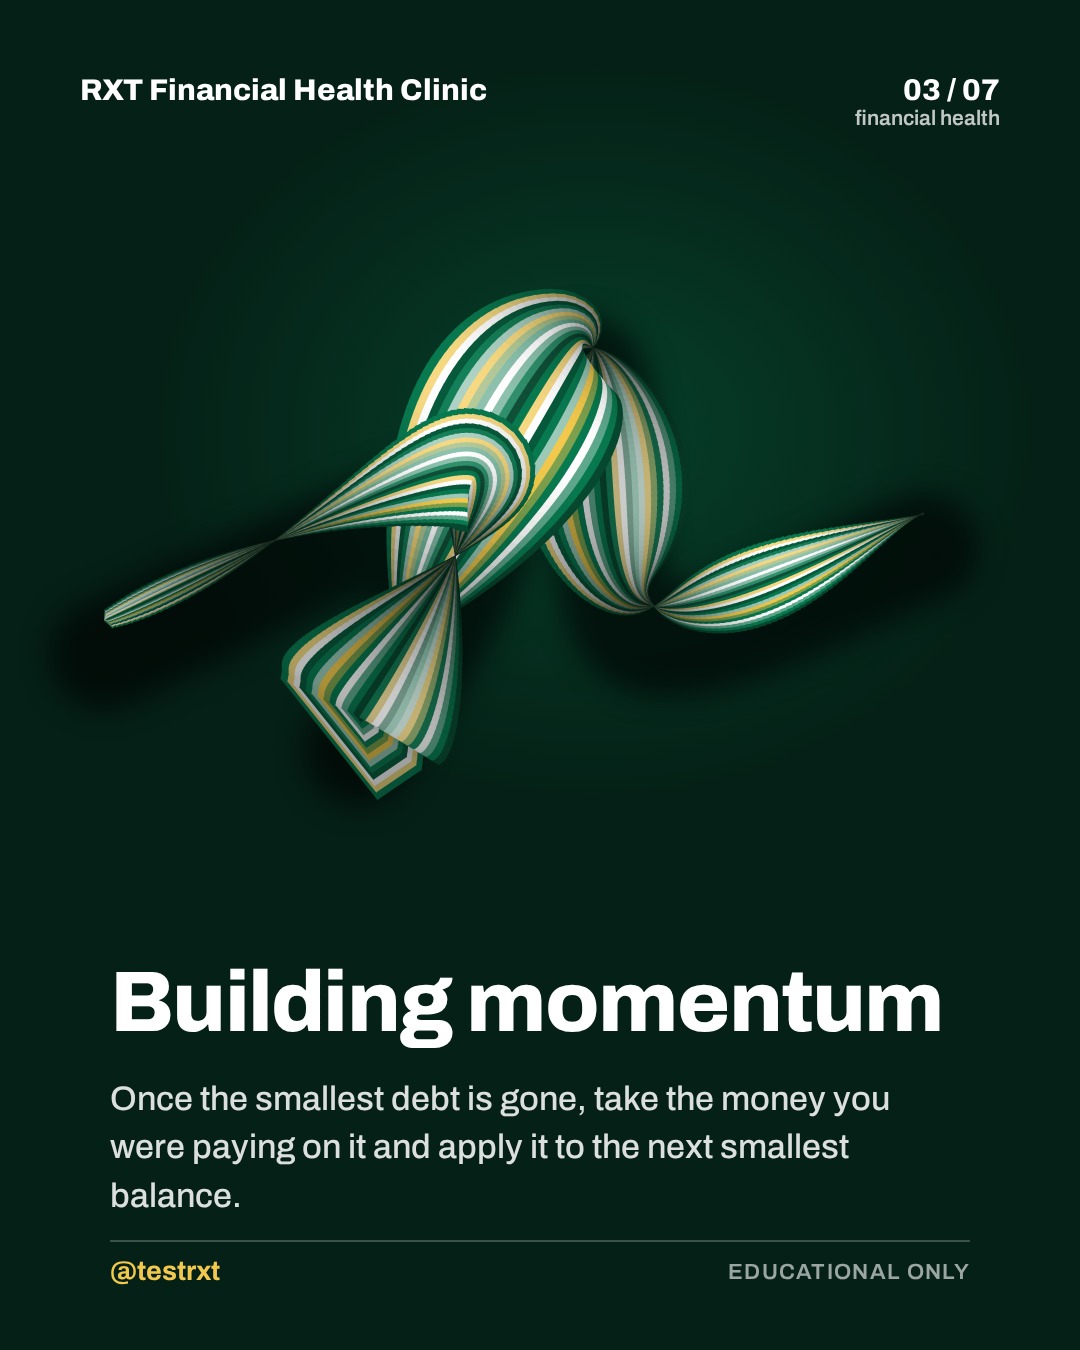 RXT Financial Health Clinic
03 / 07
financial health
Building momentum
Once the smallest debt is gone, take the money you
were paying on it and apply it to the next smallest
balance.
@testrxt
EDUCATIONAL ONLY